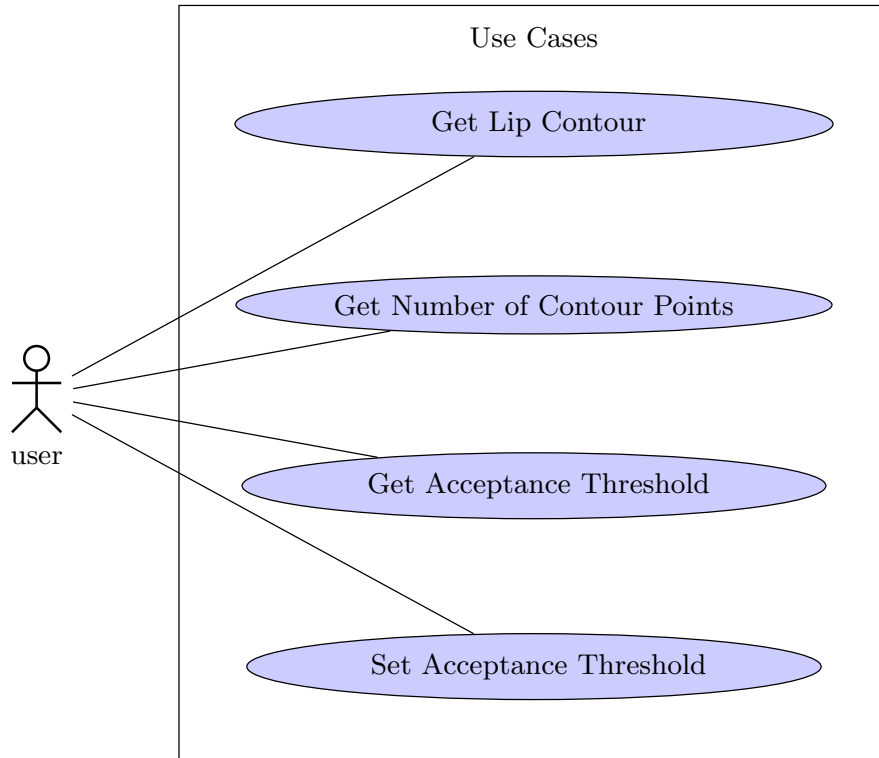 Use Cases
Get Lip Contour
Get Number of Contour Points
user
Get Acceptance Threshold
Set Acceptance Threshold